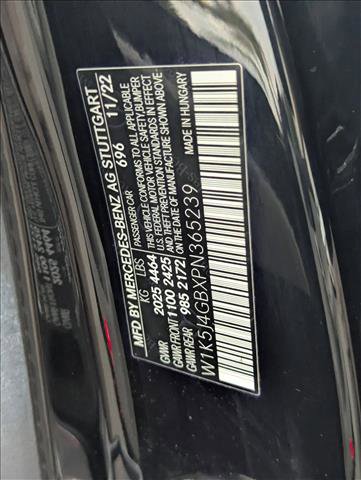 MFD BY MERCEDES-BENZ AG STUTTGART
PASSENGER CAR 696 11/22
KG LBS
GVWR 2025 4464
GAWR FRONT 1100 2425
GAWR REAR 985 2172
THIS VEHICLE CONFORMS TO ALL APPLICABLE
U.S. FEDERAL MOTOR VEHICLE SAFETY/BUMPER
AND THEFT PREVENTION STANDARDS IN EFFECT
ON THE DATE OF MANUFACTURE SHOWN ABOVE.
MADE IN HUNGARY
W1K5J4GBXPN365239